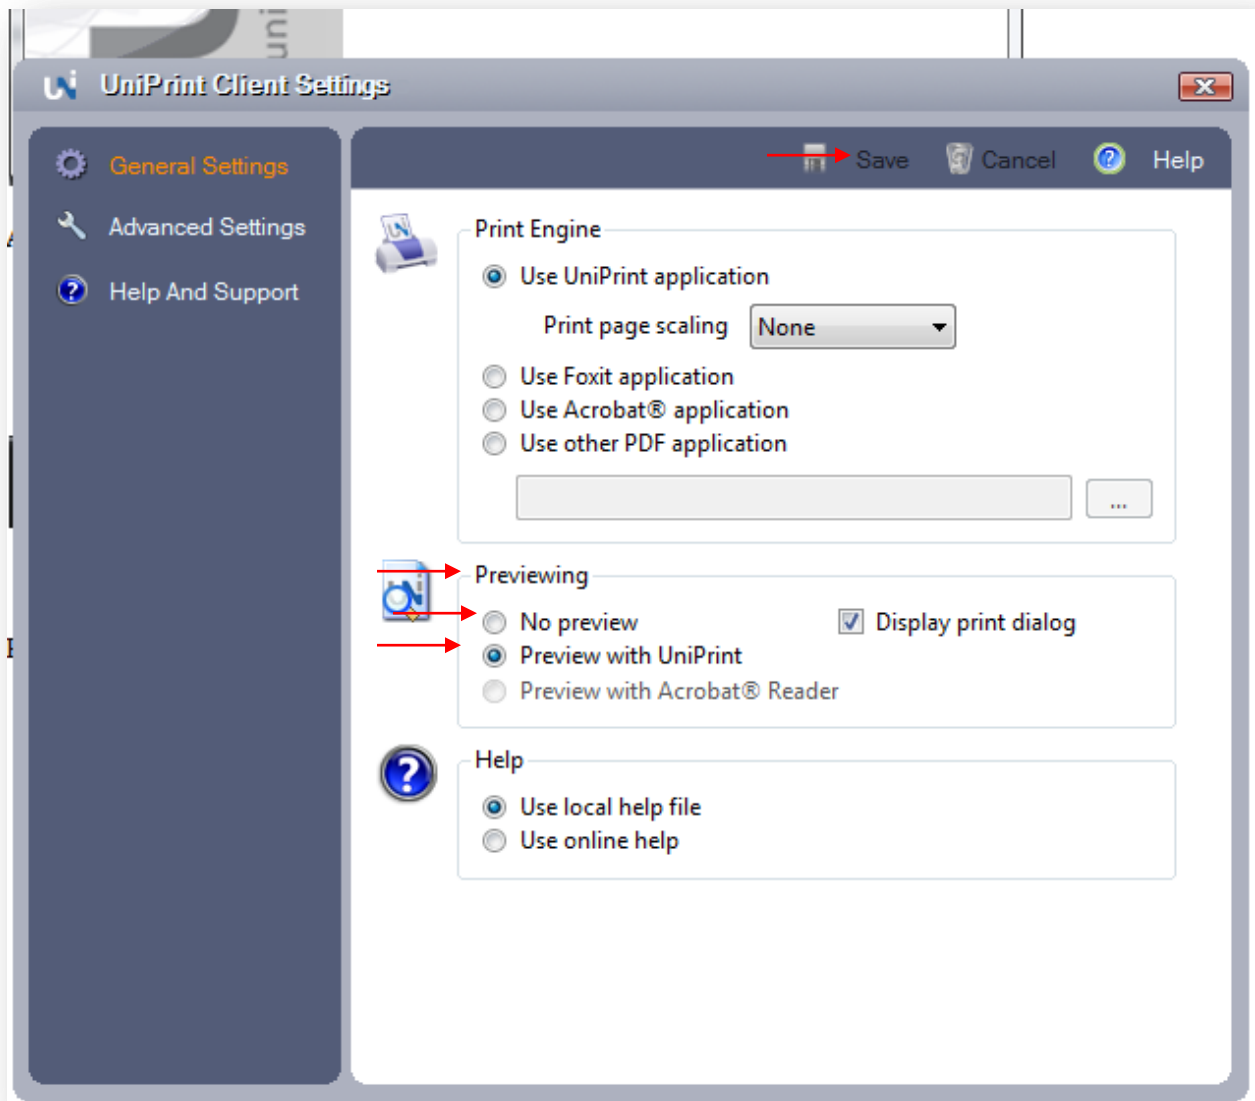 uni
UniPrint Client Settings
General Settings
Advanced Settings
Help And Support
Save Cancel Help
Print Engine
Use UniPrint application
Print page scaling None
Use Foxit application
Use Acrobat® application
Use other PDF application
...
Previewing
No preview Display print dialog
Preview with UniPrint
Preview with Acrobat® Reader
Help
Use local help file
Use online help